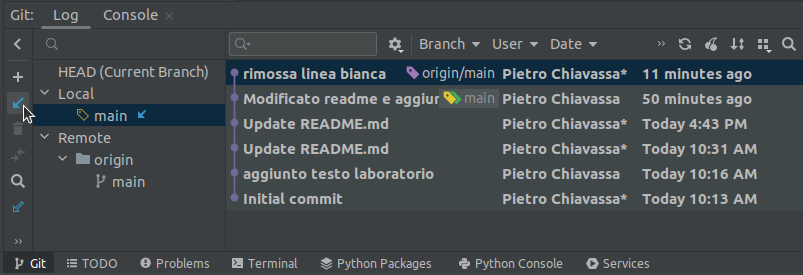 Git: Log Console
Branch User Date
HEAD (Current Branch)
Local
main
Remote
origin
main
rimossa linea bianca origin/main Pietro Chiavassa* 11 minutes ago
Modificato readme e aggiur main Pietro Chiavassa 50 minutes ago
Update README.md Pietro Chiavassa* Today 4:43 PM
Update README.md Pietro Chiavassa* Today 10:31 AM
aggiunto testo laboratorio Pietro Chiavassa Today 10:16 AM
Initial commit Pietro Chiavassa* Today 10:13 AM
Git TODO Problems Terminal Python Packages Python Console Services